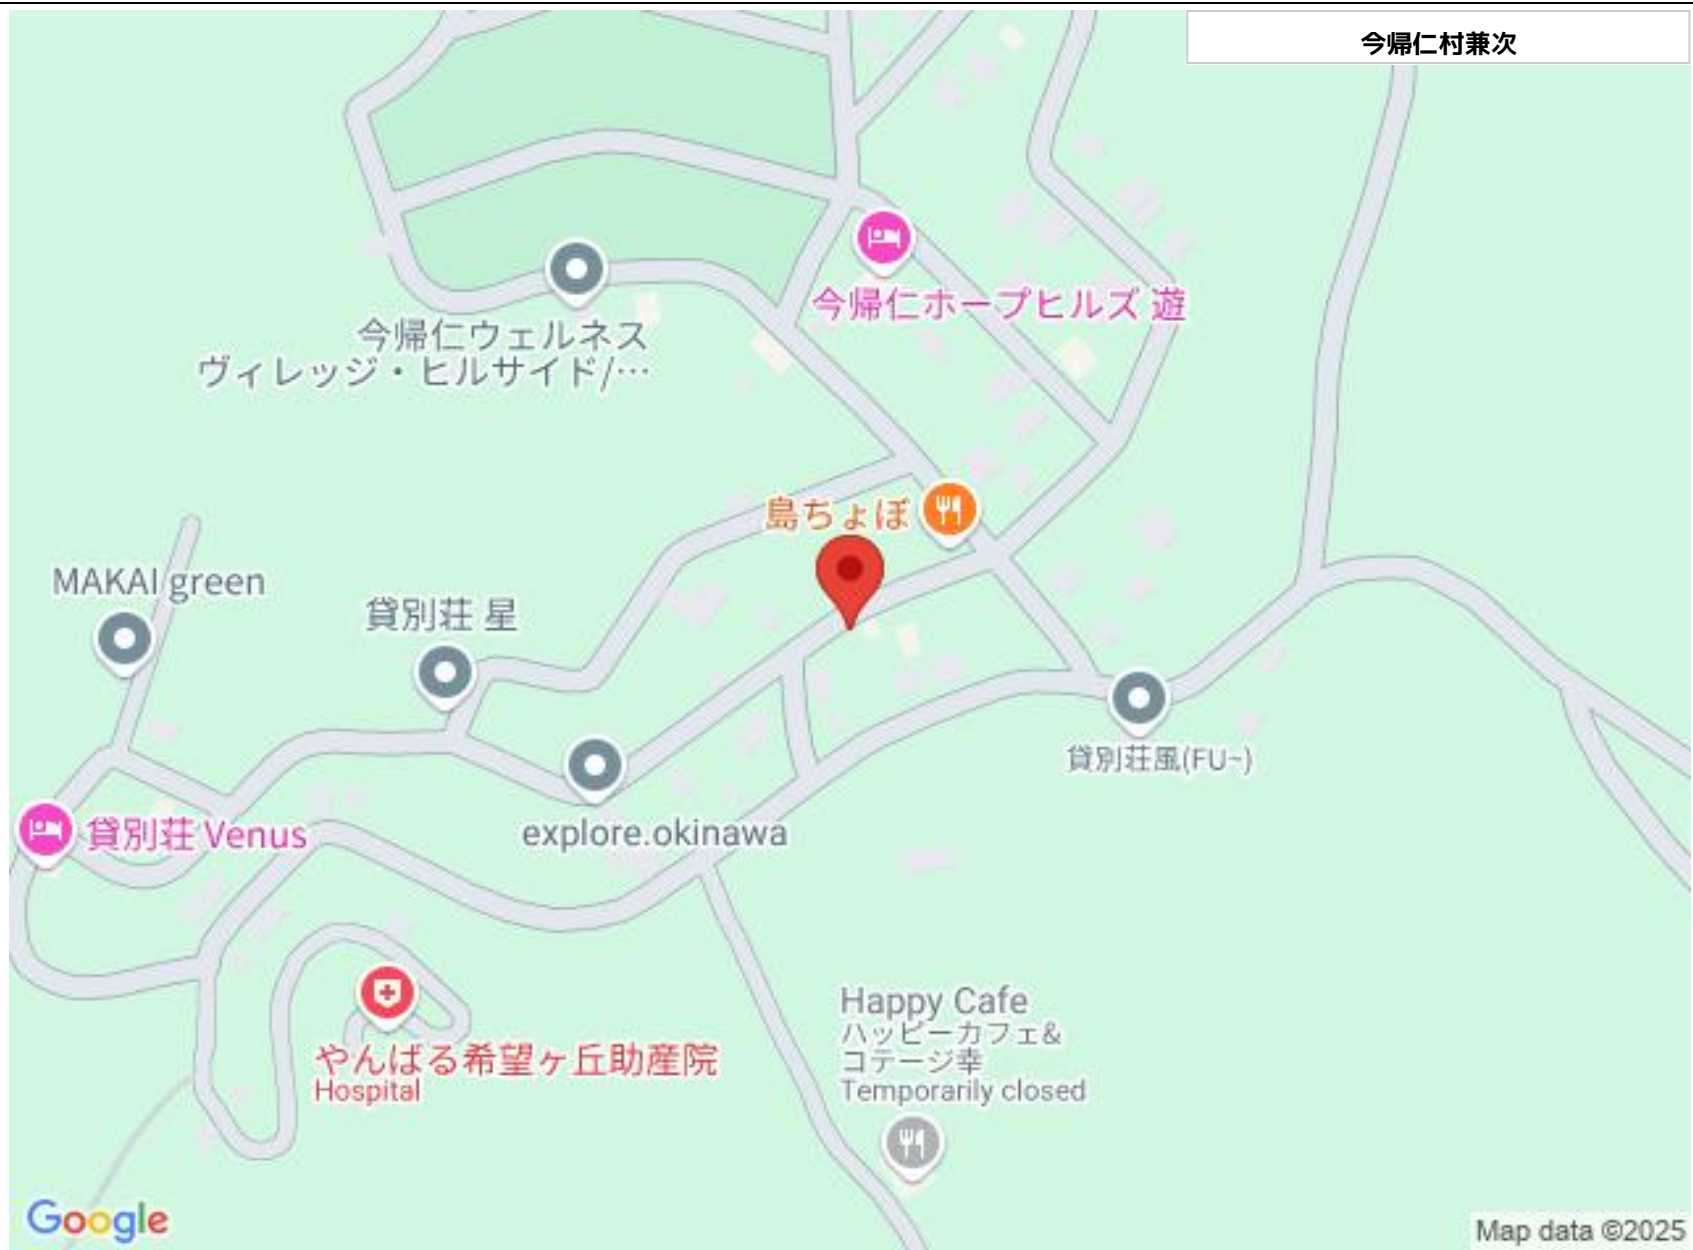 今帰仁村兼次
今帰仁ホープヒルズ 遊
今帰仁ウェルネス
ヴィレッジ・ヒルサイド/…
島ちょぼ
MAKAI green
貸別荘 星
貸別荘風(FU~)
貸別荘 Venus
explore.okinawa
Happy Cafe
ハッピーカフェ&
コテージ幸
Temporarily closed
やんばる希望ヶ丘助産院
Hospital
Google
Map data ©2025